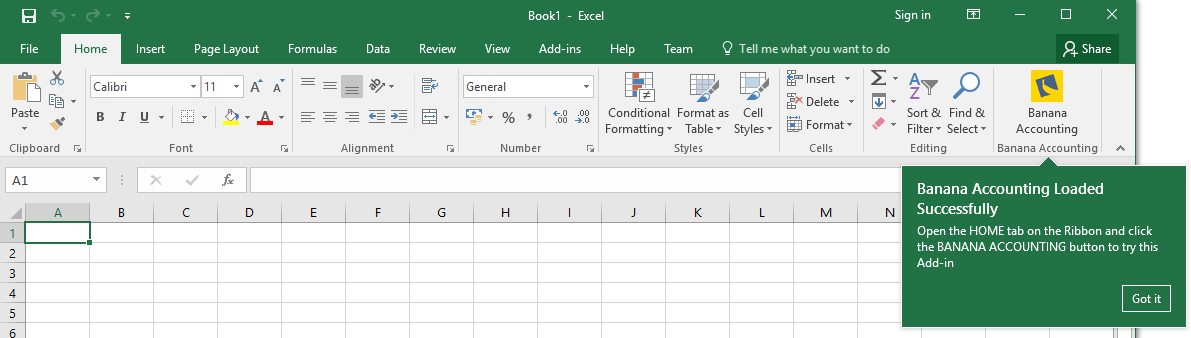 Book1 - Excel
Sign in
File Home Insert Page Layout Formulas Data Review View Add-ins Help Team Tell me what you want to do Share
Paste
Clipboard
Calibri 11
B I U A
Font
Alignment
General
% ,
Number
Conditional Formatting
Format as Table
Cell Styles
Styles
Insert
Delete
Format
Cells
Sort & Filter
Find & Select
Editing
Banana Accounting
Banana Accounting
A1
fx
A B C D E F G H I J K L M N
1
2
3
4
5
6
Banana Accounting Loaded
Successfully
Open the HOME tab on the Ribbon and click
the BANANA ACCOUNTING button to try this
Add-in
Got it